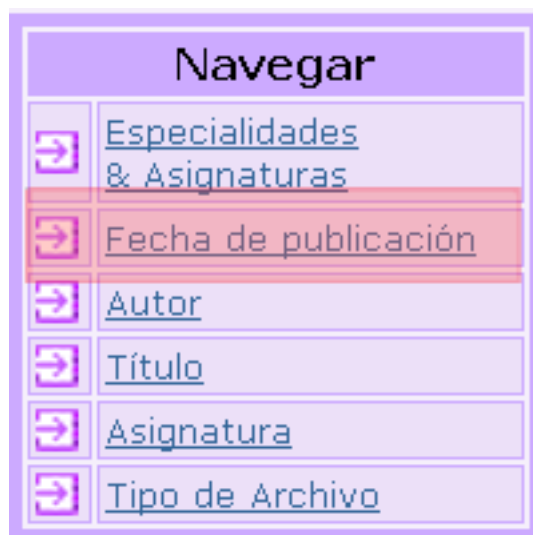 Navegar
Especialidades
& Asignaturas
Fecha de publicación
Autor
Título
Asignatura
Tipo de Archivo